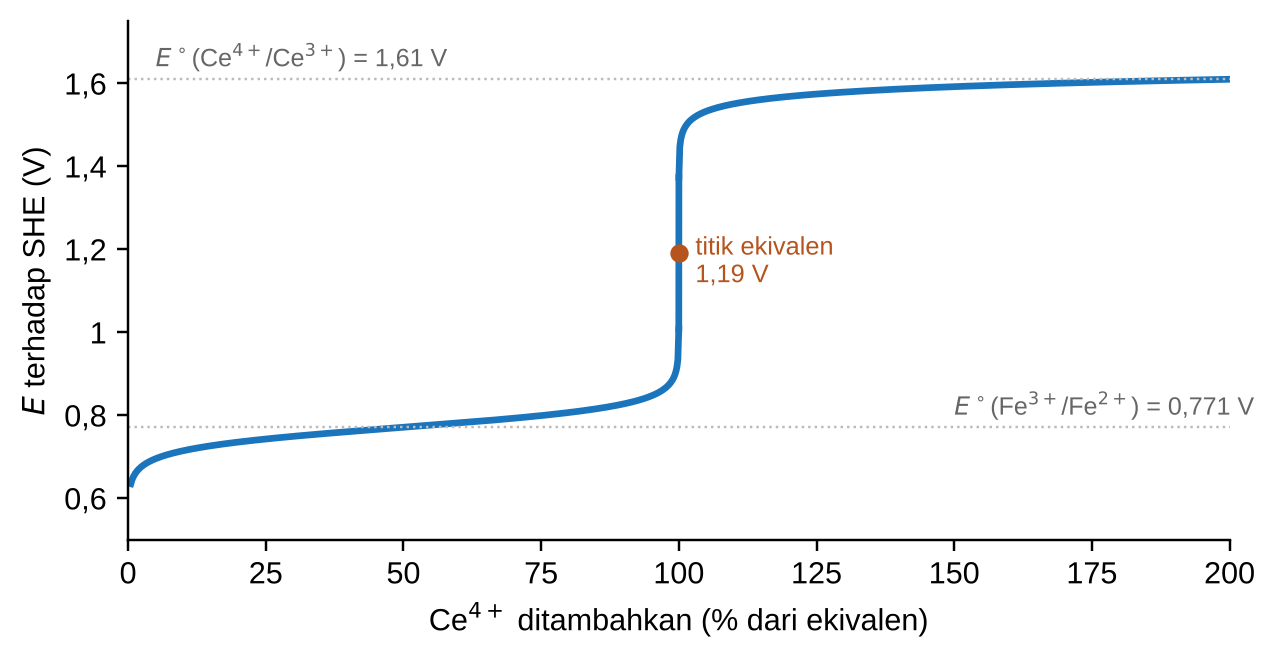 E°(Ce⁴⁺/Ce³⁺) = 1,61 V
1,6
1,4
1,2
1
0,8
0,6
E terhadap SHE (V)
titik ekivalen
1,19 V
E°(Fe³⁺/Fe²⁺) = 0,771 V
0 25 50 75 100 125 150 175 200
Ce⁴⁺ ditambahkan (% dari ekivalen)